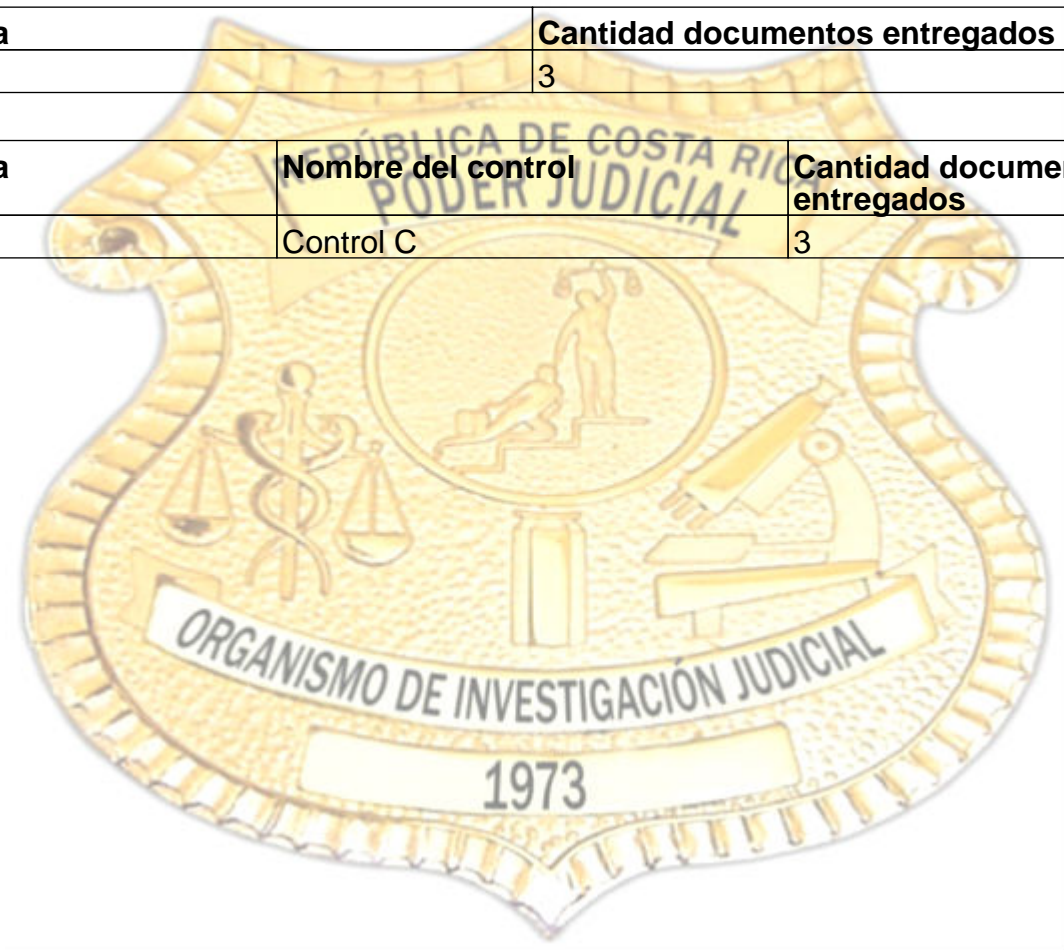 a Cantidad documentos entregados
3
a Nombre del control Cantidad documen
entregados
Control C 3
REPÚBLICA DE COSTA RICA
PODER JUDICIAL
ORGANISMO DE INVESTIGACIÓN JUDICIAL
1973